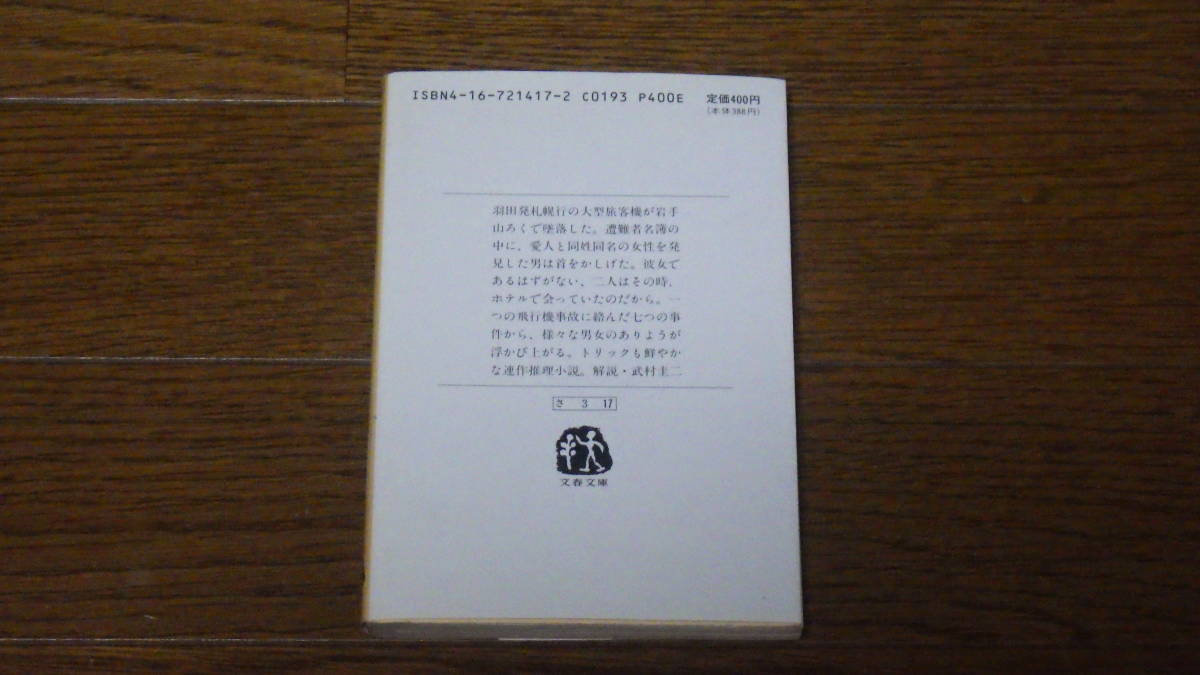 ISBN4-16-721417-2 C0193 P400E 定価400円
(本体388円)
羽田発札幌行の大型旅客機が岩手
山ろくで墜落した。遭難者名簿の
中に、愛人と同姓同名の女性を発
見した男は首をかしげた。彼女で
あるはずがない、二人はその時、
ホテルで会っていたのだから。一
つの飛行機事故に絡んだ七つの事
件から、様々な男女のありようが
浮かび上がる。トリックも鮮やか
な連作推理小説。解説・武村圭二
さ 3 17
文春文庫